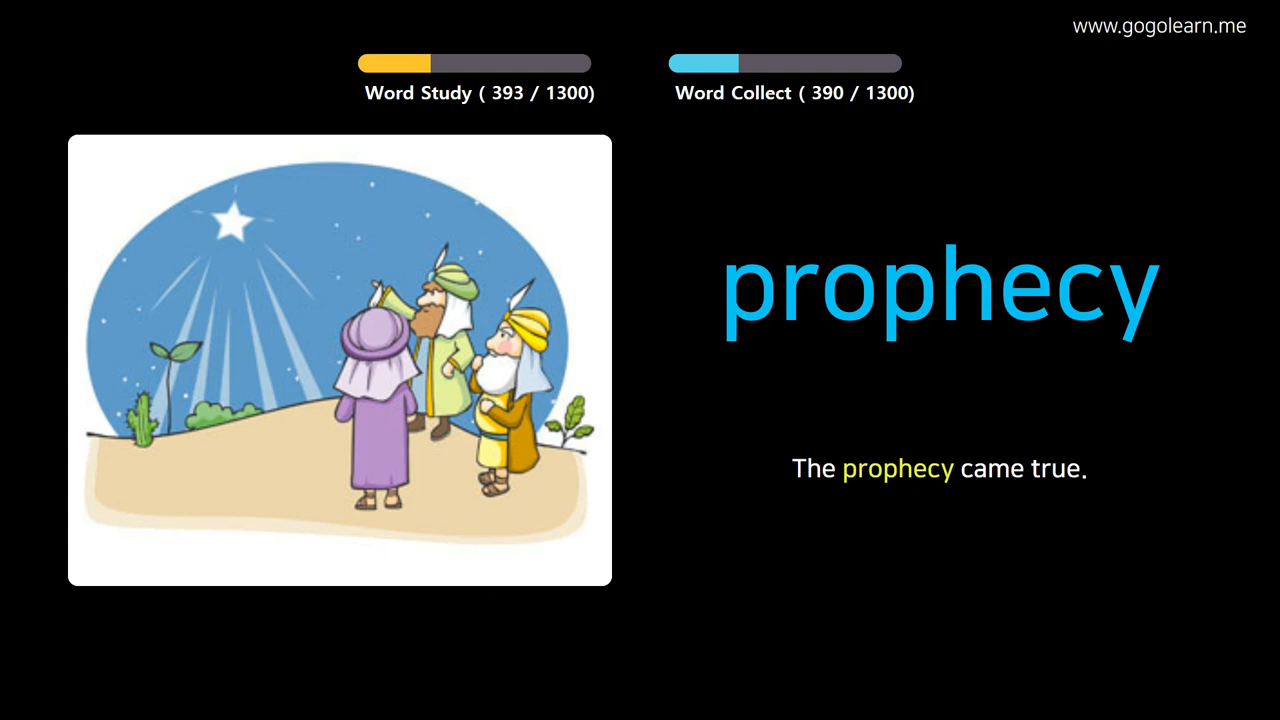 www.gogolearn.me
Word Study ( 393 / 1300)
Word Collect ( 390 / 1300)
prophecy
The prophecy came true.